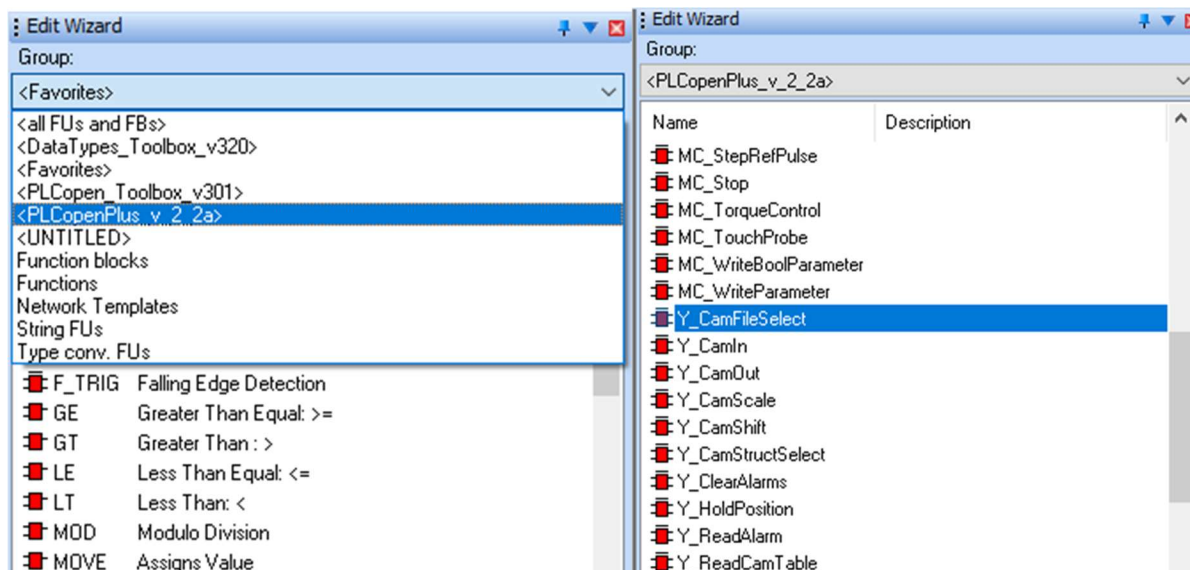 Edit Wizard
Group:
<Favorites>
<all FUs and FBs>
<DataTypes_Toolbox_v320>
<Favorites>
<PLCopen_Toolbox_v301>
<PLCopenPlus_v_2_2a>
<UNTITLED>
Function blocks
Functions
Network Templates
String FUs
Type conv. FUs
F_TRIG Falling Edge Detection
GE Greater Than Equal: >=
GT Greater Than : >
LE Less Than Equal: <=
LT Less Than: <
MOD Modulo Division
MOVE Assigns Value
Edit Wizard
Group:
<PLCopenPlus_v_2_2a>
Name Description
MC_StepRefPulse
MC_Stop
MC_TorqueControl
MC_TouchProbe
MC_WriteBoolParameter
MC_WriteParameter
Y_CamFileSelect
Y_CamIn
Y_CamOut
Y_CamScale
Y_CamShift
Y_CamStructSelect
Y_ClearAlarms
Y_HoldPosition
Y_ReadAlarm
Y_ReadCamTable